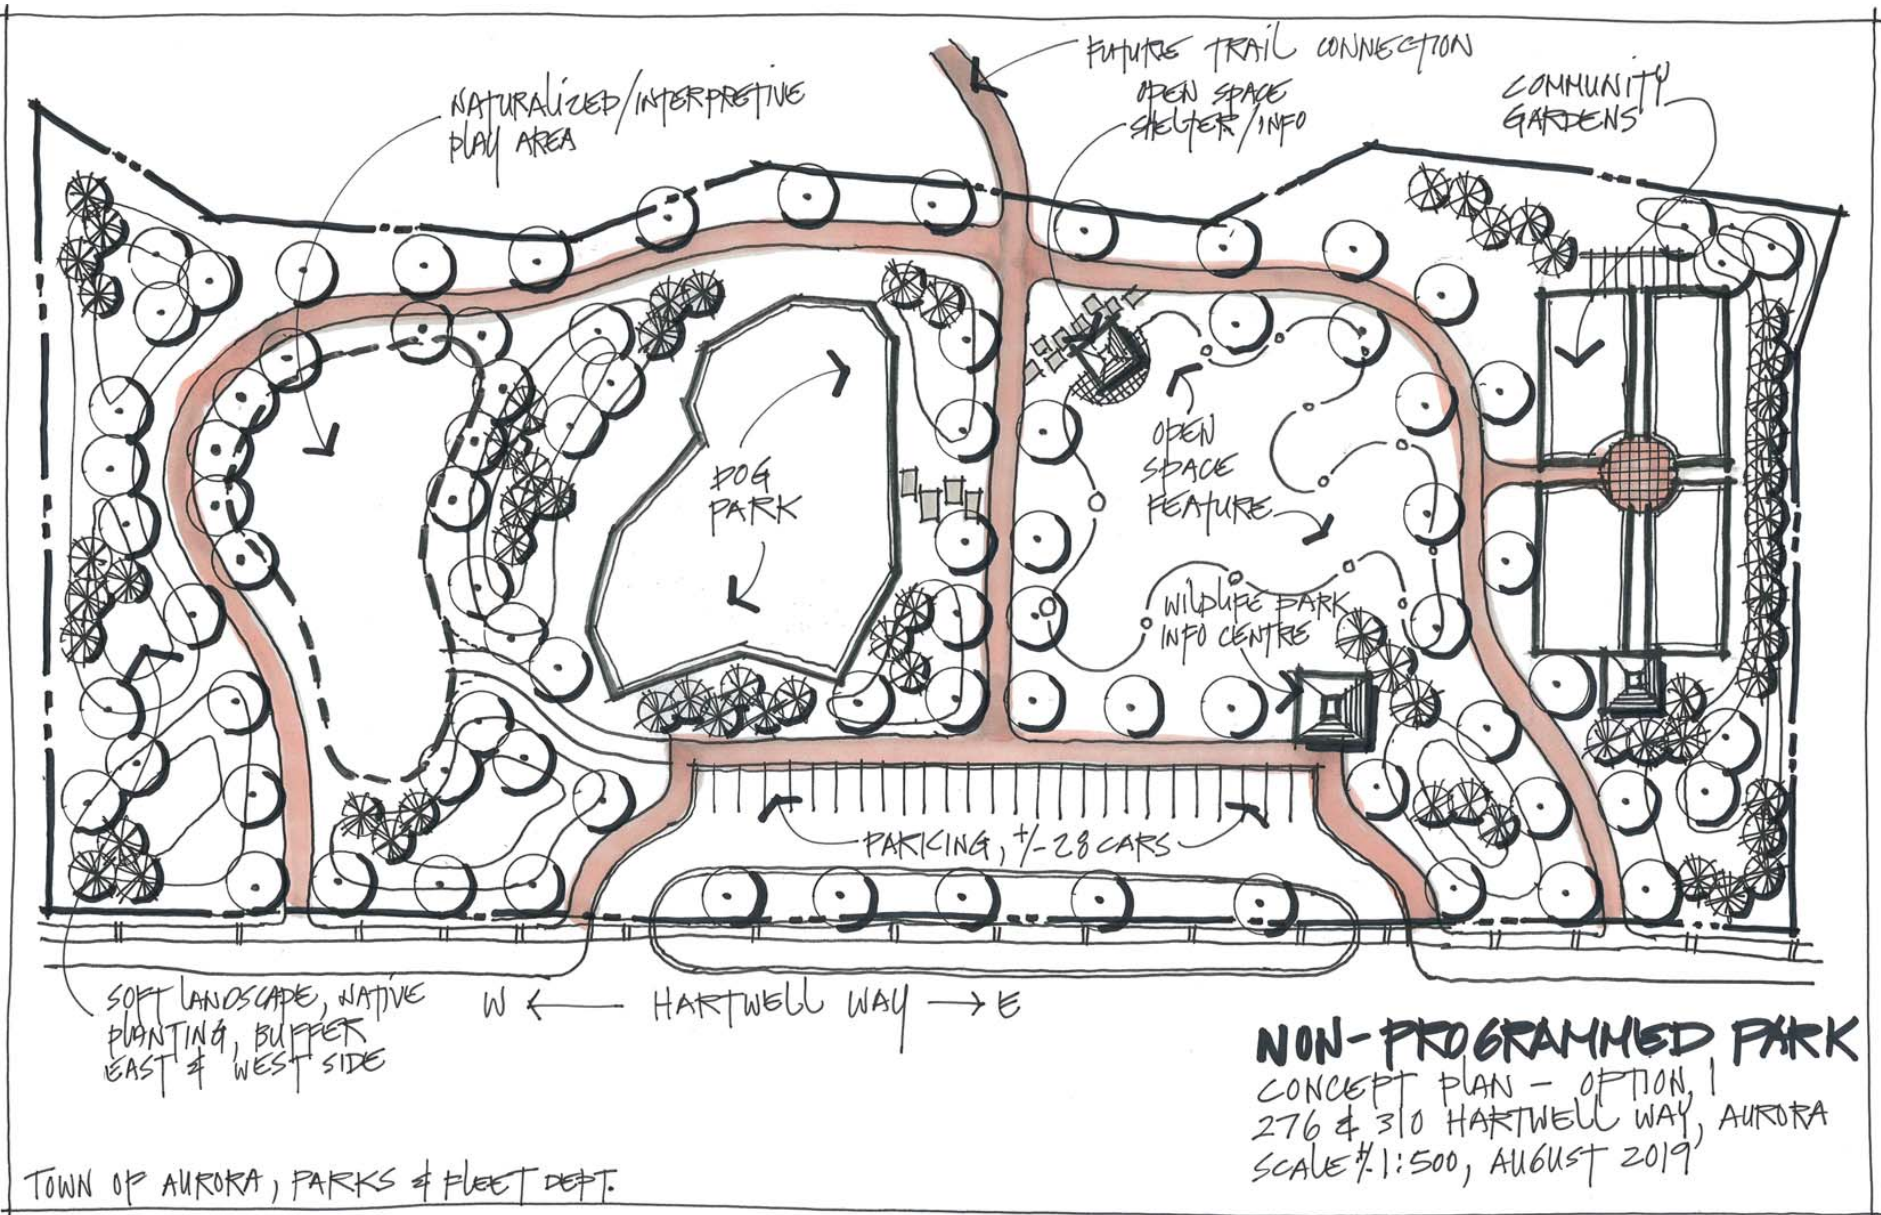 FUTURE TRAIL CONNECTION
NATURALIZED/INTERPRETIVE
PLAY AREA
OPEN SPACE
SHELTER/INFO
COMMUNITY
GARDENS
DOG
PARK
OPEN
SPACE
FEATURE
WILDLIFE PARK
INFO CENTRE
PARKING, +/- 28 CARS
SOFT LANDSCAPE, NATIVE
PLANTING, BUFFER
EAST & WEST SIDE
W ← HARTWELL WAY → E
NON-PROGRAMMED PARK
CONCEPT PLAN - OPTION 1
276 & 310 HARTWELL WAY, AURORA
SCALE +/- 1:500, AUGUST 2019
TOWN OF AURORA, PARKS & FLEET DEPT.